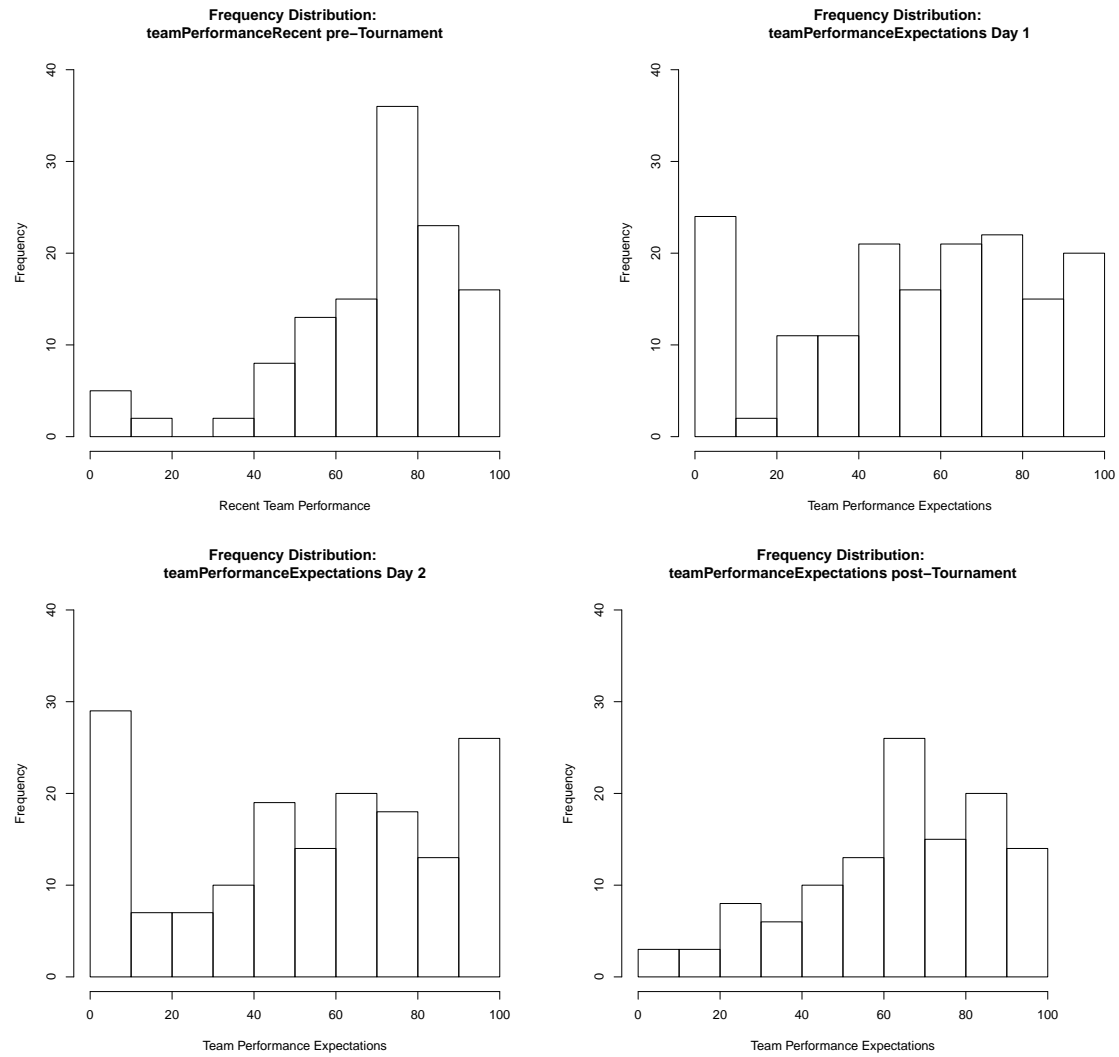 Frequency Distribution:
teamPerformanceRecent pre−Tournament
Frequency
0
10
20
30
40
0 20 40 60 80 100
Recent Team Performance
Frequency Distribution:
teamPerformanceExpectations Day 1
Frequency
0
10
20
30
40
0 20 40 60 80 100
Team Performance Expectations
Frequency Distribution:
teamPerformanceExpectations Day 2
Frequency
0
10
20
30
40
0 20 40 60 80 100
Team Performance Expectations
Frequency Distribution:
teamPerformanceExpectations post−Tournament
Frequency
0
10
20
30
40
0 20 40 60 80 100
Team Performance Expectations